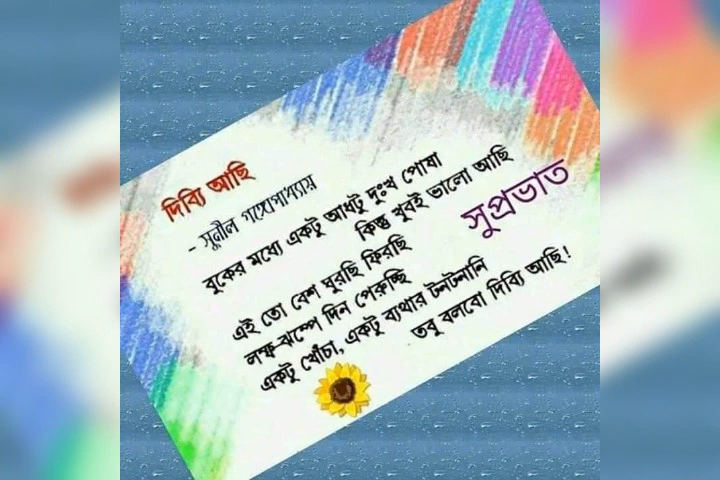 দিব্যি আছি
- সুনীল গঙ্গোপাধ্যায়
বুকের মধ্যে একটু আধটু দুঃখ পোষা
কিন্তু খুবই ভালো আছি
সুপ্রভাত
এই তো বেশ ঘুরছি ফিরছি
লম্ফ-ঝম্পে দিন পেরুচ্ছি
একটু খোঁচা, একটু ব্যথার টনটনানি
তবু বলবো দিব্যি আছি!